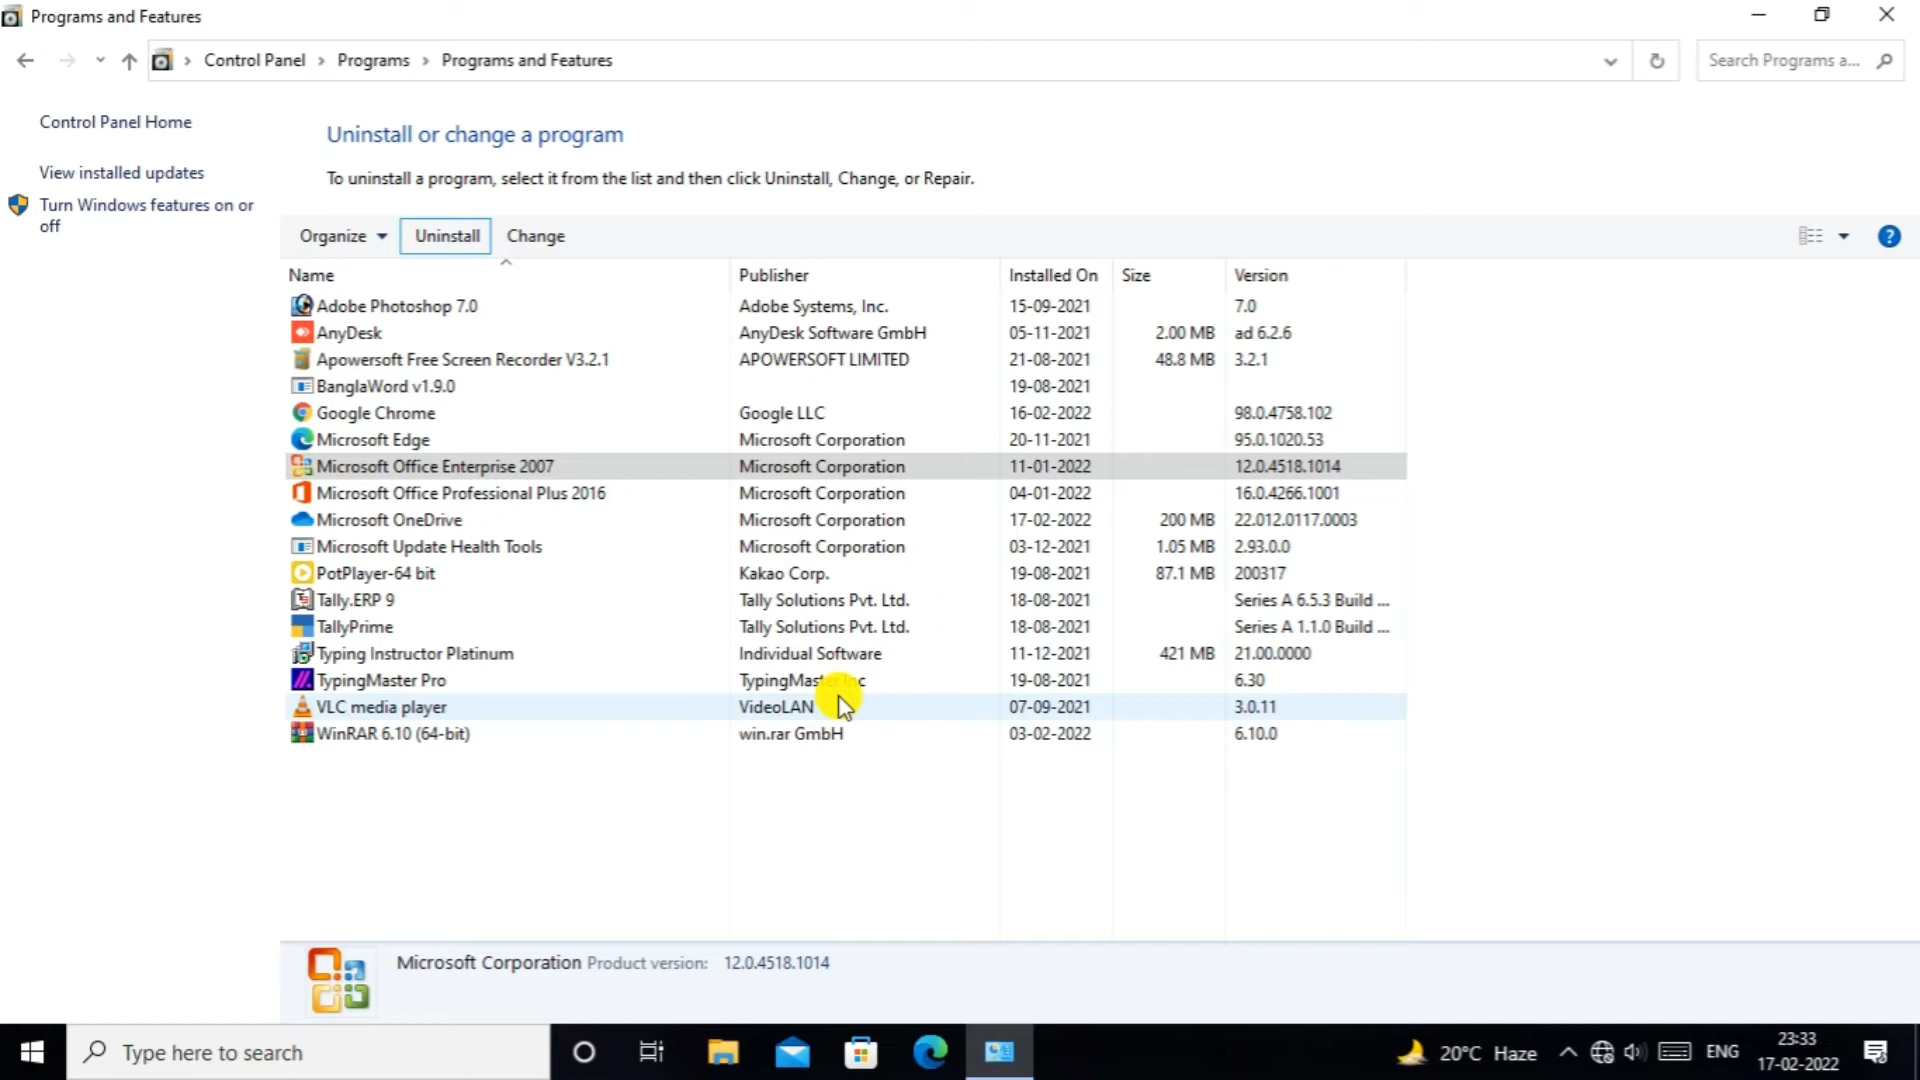 Programs and Features
Control Panel > Programs > Programs and Features
Search Programs a...
Control Panel Home
View installed updates
Turn Windows features on or
off
Uninstall or change a program
To uninstall a program, select it from the list and then click Uninstall, Change, or Repair.
Organize Uninstall Change
Name Publisher Installed On Size Version
Adobe Photoshop 7.0 Adobe Systems, Inc. 15-09-2021 7.0
AnyDesk AnyDesk Software GmbH 05-11-2021 2.00 MB ad 6.2.6
Apowersoft Free Screen Recorder V3.2.1 APOWERSOFT LIMITED 21-08-2021 48.8 MB 3.2.1
BanglaWord v1.9.0 19-08-2021
Google Chrome Google LLC 16-02-2022 98.0.4758.102
Microsoft Edge Microsoft Corporation 20-11-2021 95.0.1020.53
Microsoft Office Enterprise 2007 Microsoft Corporation 11-01-2022 12.0.4518.1014
Microsoft Office Professional Plus 2016 Microsoft Corporation 04-01-2022 16.0.4266.1001
Microsoft OneDrive Microsoft Corporation 17-02-2022 200 MB 22.012.0117.0003
Microsoft Update Health Tools Microsoft Corporation 03-12-2021 1.05 MB 2.93.0.0
PotPlayer-64 bit Kakao Corp. 19-08-2021 87.1 MB 200317
Tally.ERP 9 Tally Solutions Pvt. Ltd. 18-08-2021 Series A 6.5.3 Build ...
TallyPrime Tally Solutions Pvt. Ltd. 18-08-2021 Series A 1.1.0 Build ...
Typing Instructor Platinum Individual Software 11-12-2021 421 MB 21.00.0000
TypingMaster Pro TypingMaster Inc 19-08-2021 6.30
VLC media player VideoLAN 07-09-2021 3.0.11
WinRAR 6.10 (64-bit) win.rar GmbH 03-02-2022 6.10.0
Microsoft Corporation Product version: 12.0.4518.1014
Type here to search
20°C Haze
ENG
23:33
17-02-2022